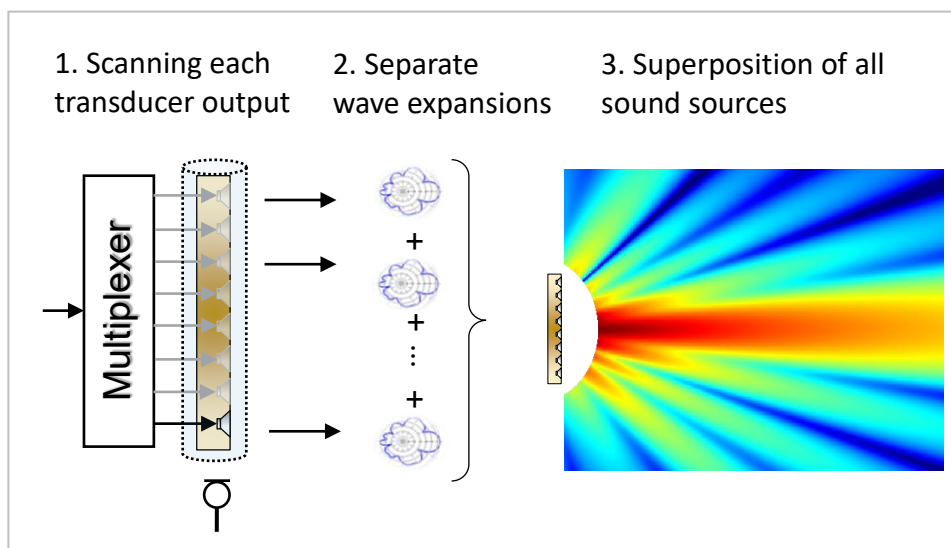 1. Scanning each
transducer output
2. Separate
wave expansions
3. Superposition of all
sound sources
Multiplexer
+
+
...
+